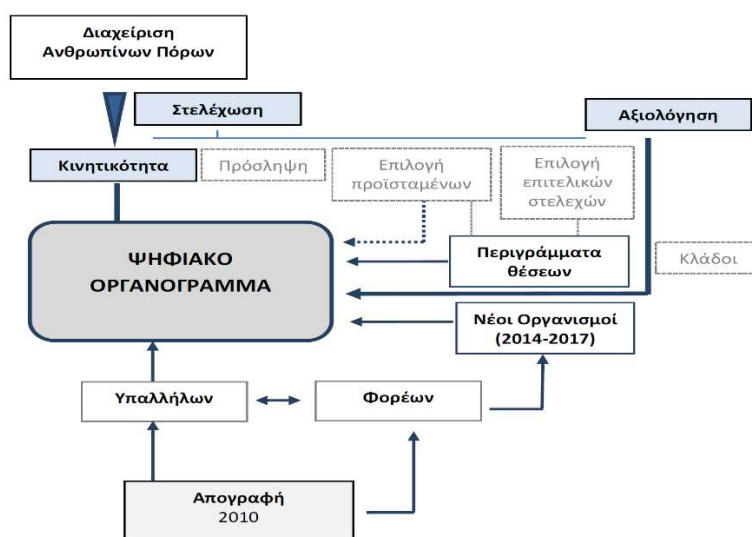 Διαχείριση
Ανθρωπίνων Πόρων
Στελέχωση
Αξιολόγηση
Κινητικότητα
Πρόσληψη
Επιλογή
προϊσταμένων
Επιλογή
επιτελικών
στελεχών
ΨΗΦΙΑΚΟ
ΟΡΓΑΝΟΓΡΑΜΜΑ
Περιγράμματα
θέσεων
Κλάδοι
Νέοι Οργανισμοί
(2014-2017)
Υπαλλήλων
Φορέων
Απογραφή
2010